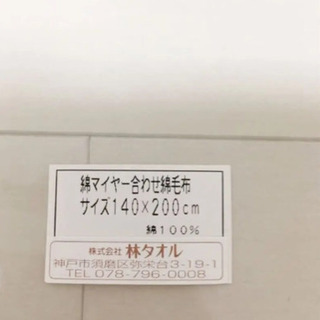 綿マイヤー合わせ綿毛布
サイズ140×200cm
綿100%
株式会社 林タオル
神戸市須磨区弥栄台3-19-1
TEL 078-796-0008